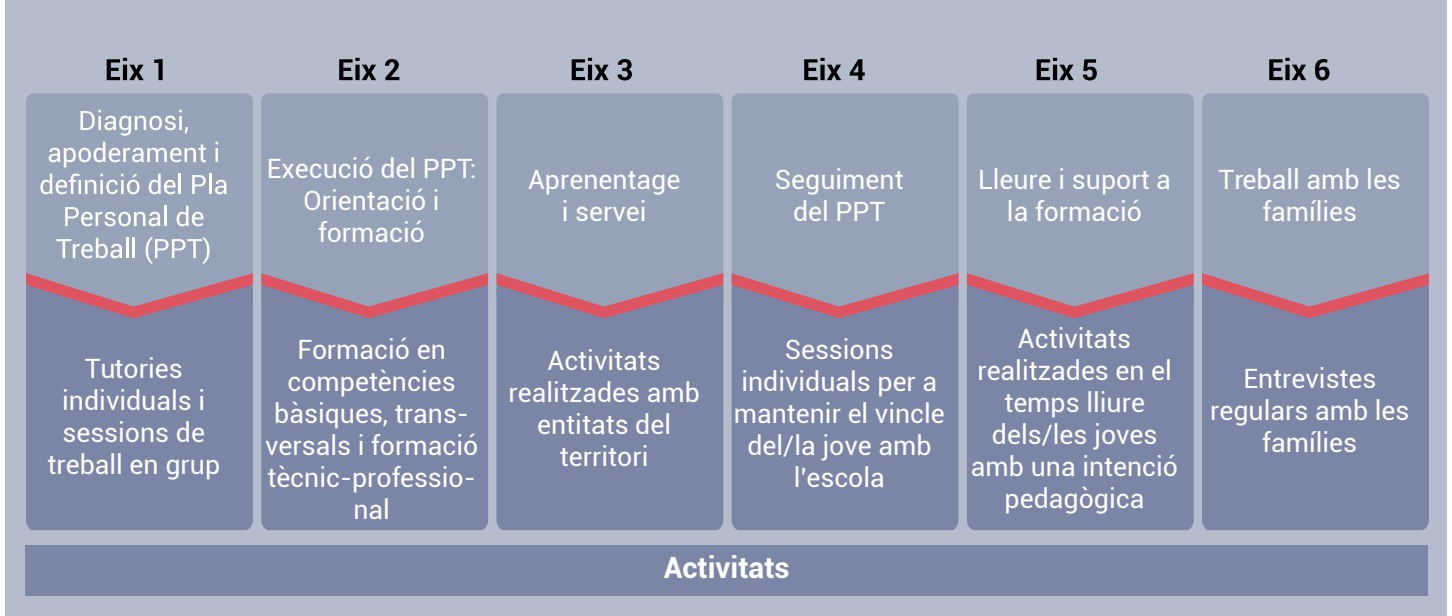 Eix 1
Diagnosi,
apoderament i
definició del Pla
Personal de
Treball (PPT)
Tutories
individuals i
sessions de
treball en grup
Eix 2
Execució del PPT:
Orientació i
formació
Formació en
competències
bàsiques, trans-
versals i formació
tècnic-professio-
nal
Eix 3
Aprenentage
i servei
Activitats
realitzades amb
entitats del
territori
Eix 4
Seguiment
del PPT
Sessions
individuals per a
mantenir el vincle
del/la jove amb
l'escola
Eix 5
Lleure i suport a
la formació
Activitats
realitzades en el
temps lliure
dels/les joves
amb una intenció
pedagògica
Eix 6
Treball amb les
famílies
Entrevistes
regulars amb les
famílies
Activitats